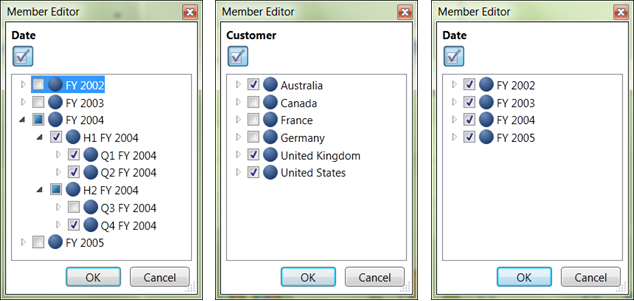 Member Editor
Date
FY 2002
FY 2003
FY 2004
H1 FY 2004
Q1 FY 2004
Q2 FY 2004
H2 FY 2004
Q3 FY 2004
Q4 FY 2004
FY 2005
OK Cancel
Member Editor
Customer
Australia
Canada
France
Germany
United Kingdom
United States
OK Cancel
Member Editor
Date
FY 2002
FY 2003
FY 2004
FY 2005
OK Cancel